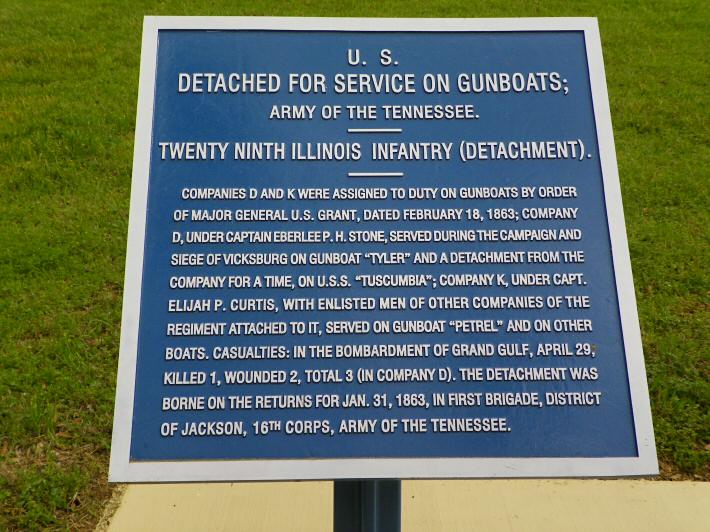 U. S.
DETACHED FOR SERVICE ON GUNBOATS;
ARMY OF THE TENNESSEE.
TWENTY NINTH ILLINOIS INFANTRY (DETACHMENT).
COMPANIES D AND K WERE ASSIGNED TO DUTY ON GUNBOATS BY ORDER
OF MAJOR GENERAL U.S. GRANT, DATED FEBRUARY 18, 1863; COMPANY
D, UNDER CAPTAIN EBERLEE P. H. STONE, SERVED DURING THE CAMPAIGN AND
SIEGE OF VICKSBURG ON GUNBOAT "TYLER" AND A DETACHMENT FROM THE
COMPANY FOR A TIME, ON U.S.S. "TUSCUMBIA"; COMPANY K, UNDER CAPT.
ELIJAH P. CURTIS, WITH ENLISTED MEN OF OTHER COMPANIES OF THE
REGIMENT ATTACHED TO IT, SERVED ON GUNBOAT "PETREL" AND ON OTHER
BOATS. CASUALTIES: IN THE BOMBARDMENT OF GRAND GULF, APRIL 29;
KILLED 1, WOUNDED 2, TOTAL 3 (IN COMPANY D). THE DETACHMENT WAS
BORNE ON THE RETURNS FOR JAN. 31, 1863, IN FIRST BRIGADE, DISTRICT
OF JACKSON, 16TH CORPS, ARMY OF THE TENNESSEE.